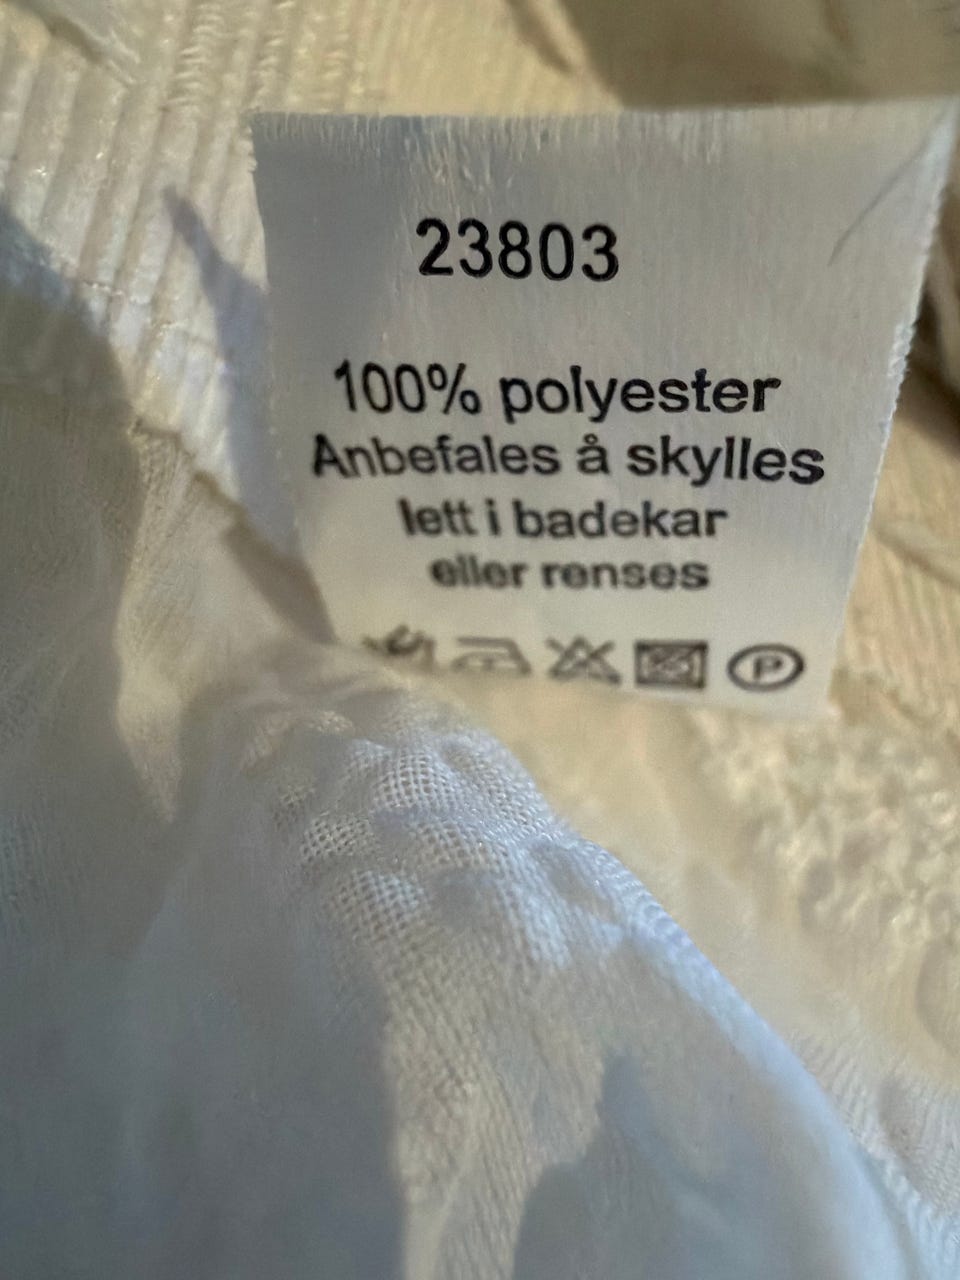 23803
100% polyester
Anbefales å skylles
lett i badekar
eller renses
P